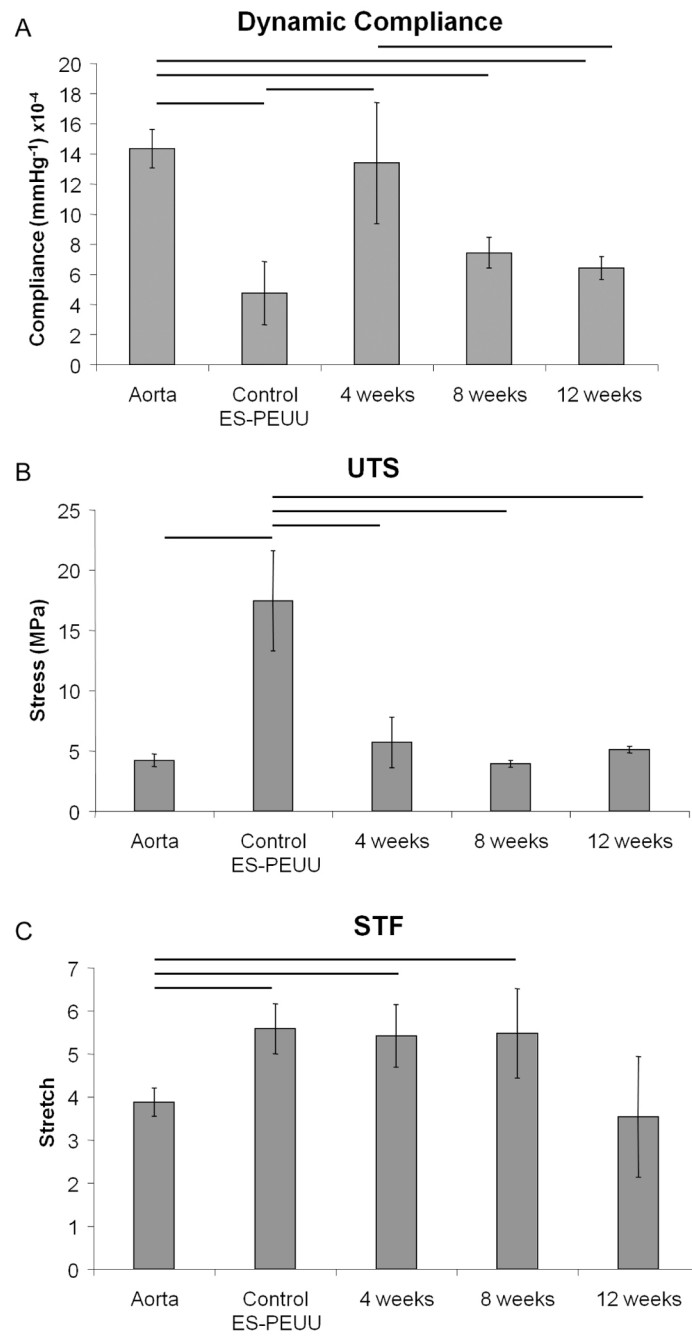 A
Dynamic Compliance
Compliance (mmHg⁻¹) x10⁻⁴
20
18
16
14
12
10
8
6
4
2
0
Aorta
Control
ES-PEUU
4 weeks
8 weeks
12 weeks
B
UTS
Stress (MPa)
25
20
15
10
5
0
Aorta
Control
ES-PEUU
4 weeks
8 weeks
12 weeks
C
STF
Stretch
7
6
5
4
3
2
1
0
Aorta
Control
ES-PEUU
4 weeks
8 weeks
12 weeks